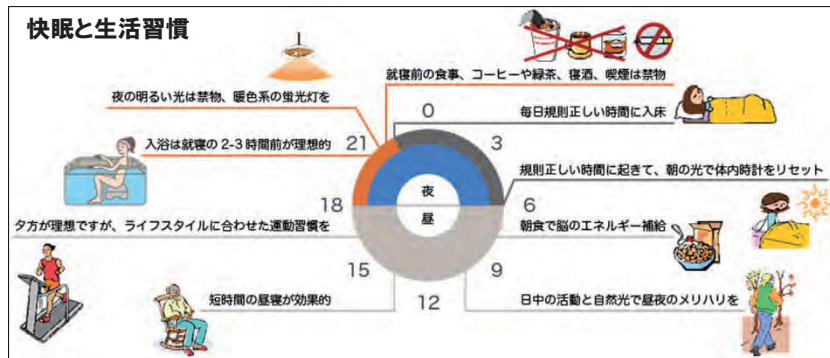 快眠と生活習慣
就寝前の食事、コーヒーや緑茶、寝酒、喫煙は禁物
夜の明るい光は禁物、暖色系の蛍光灯を
0
毎日規則正しい時間に入床
入浴は就寝の2-3時間前が理想的
21
3
規則正しい時間に起きて、朝の光で体内時計をリセット
夜
18
6
昼
夕方が理想ですが、ライフスタイルに合わせた運動習慣を
朝食で脳のエネルギー補給
15
9
短時間の昼寝が効果的
12
日中の活動と自然光で昼夜のメリハリを